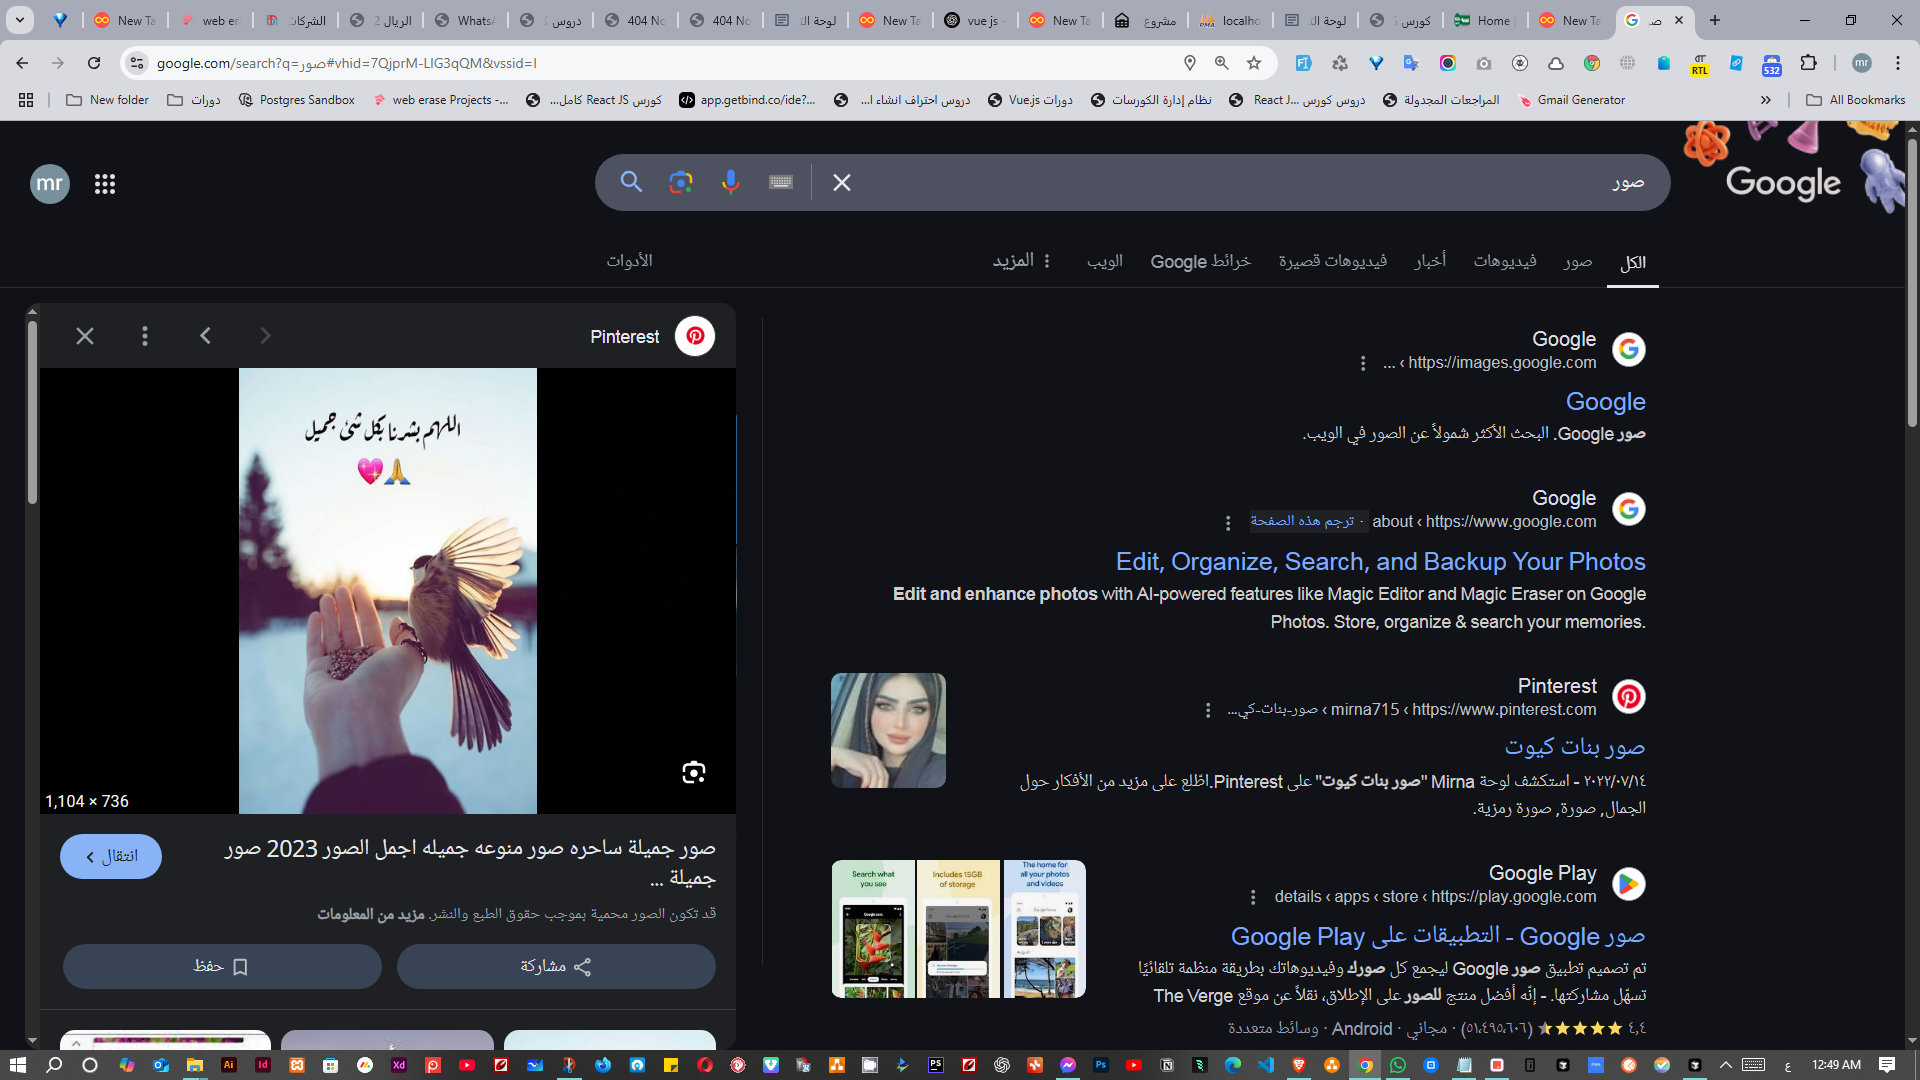 New Ta
web era
الشركات
الريال 2
WhatsA
دروس
404 No
404 No
لوحة الت
New Ta
vue js -
New Ta
مشروع
localho
لوحة الت
كورس 5
Home |
New Ta
صو
google.com/search?q=صور#vhid=7QjprM-LIG3qQM&vssid=l
RTL
532
mr
New folder
دورات
Postgres Sandbox
web erase Projects -...
كورس React JS كامل...
app.getbind.co/ide?...
دروس احتراف انشاء ا...
دورات Vue.js
نظام إدارة الكورسات
دروس كورس React J...
المراجعات المجدولة
Gmail Generator
All Bookmarks
mr
صور
Google
الكل
صور
فيديوهات
أخبار
فيديوهات قصيرة
خرائط Google
الويب
المزيد
الأدوات
Pinterest
اللهم بشرنا بكل شئ جميل
1,104 × 736
صور جميلة ساحره صور منوعه جميله اجمل الصور 2023 صور
جميلة ...
انتقال
قد تكون الصور محمية بموجب حقوق الطبع والنشر. مزيد من المعلومات
مشاركة
حفظ
Google
https://images.google.com › ...
Google
صور Google. البحث الأكثر شمولاً عن الصور في الويب.
Google
https://www.google.com › about · ترجم هذه الصفحة
Edit, Organize, Search, and Backup Your Photos
Edit and enhance photos with AI-powered features like Magic Editor and Magic Eraser on Google
Photos. Store, organize & search your memories.
Pinterest
https://www.pinterest.com › mirna715 › صور-بنات-كي...
صور بنات كيوت
١٤‏/٠٧‏/٢٠٢٢ - استكشف لوحة Mirna "صور بنات كيوت" على Pinterest.اطّلع على مزيد من الأفكار حول
الجمال, صورة, صورة رمزية.
Google Play
https://play.google.com › store › apps › details
صور Google - التطبيقات على Google Play
تم تصميم تطبيق صور Google ليجمع كل صورك وفيديوهاتك بطريقة منظمة تلقائيًا
تسهّل مشاركتها. - إنّه أفضل منتج للصور على الإطلاق، نقلاً عن موقع The Verge
٤٫٤ (٥١٬٤٩٥٬٦٠٦) · مجاني · Android · وسائط متعددة
Search what
you see
Includes 15GB
of storage
The home for
all your photos
and videos
12:49 AM
ع